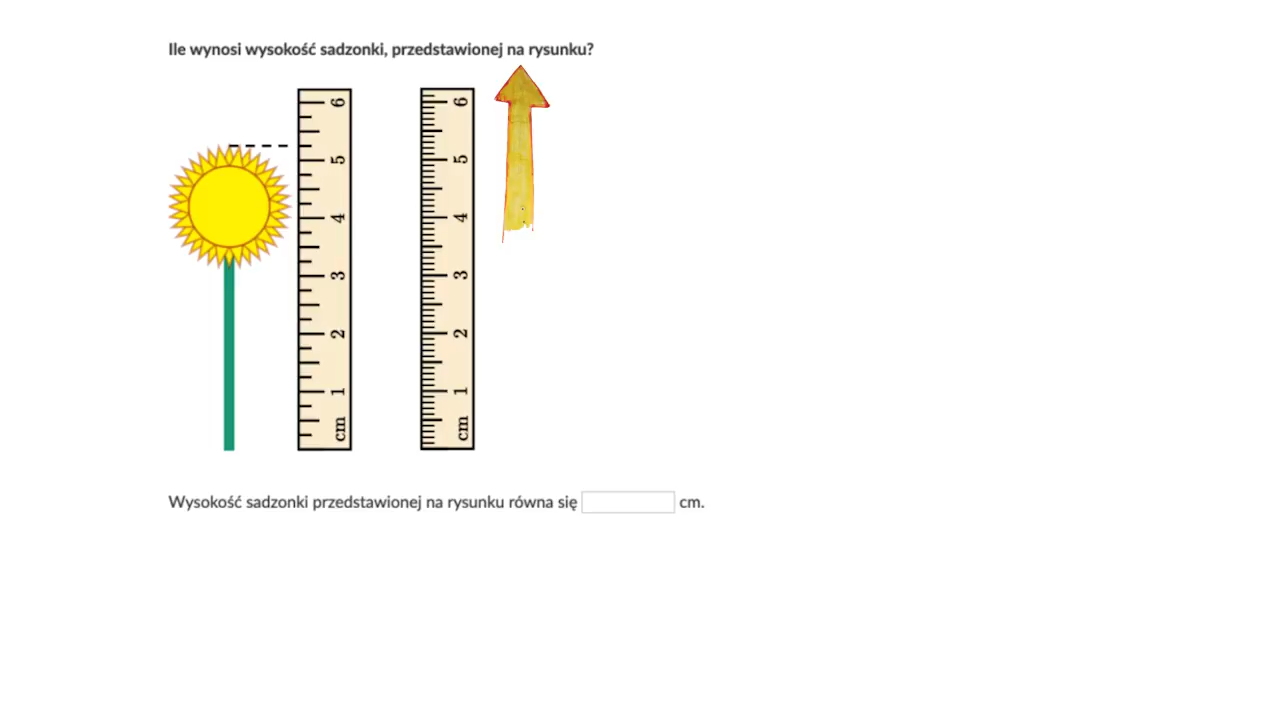 Ile wynosi wysokość sadzonki, przedstawionej na rysunku?
6 6
5 5
4 4
3 3
2 2
1 1
cm cm
Wysokość sadzonki przedstawionej na rysunku równa się cm.